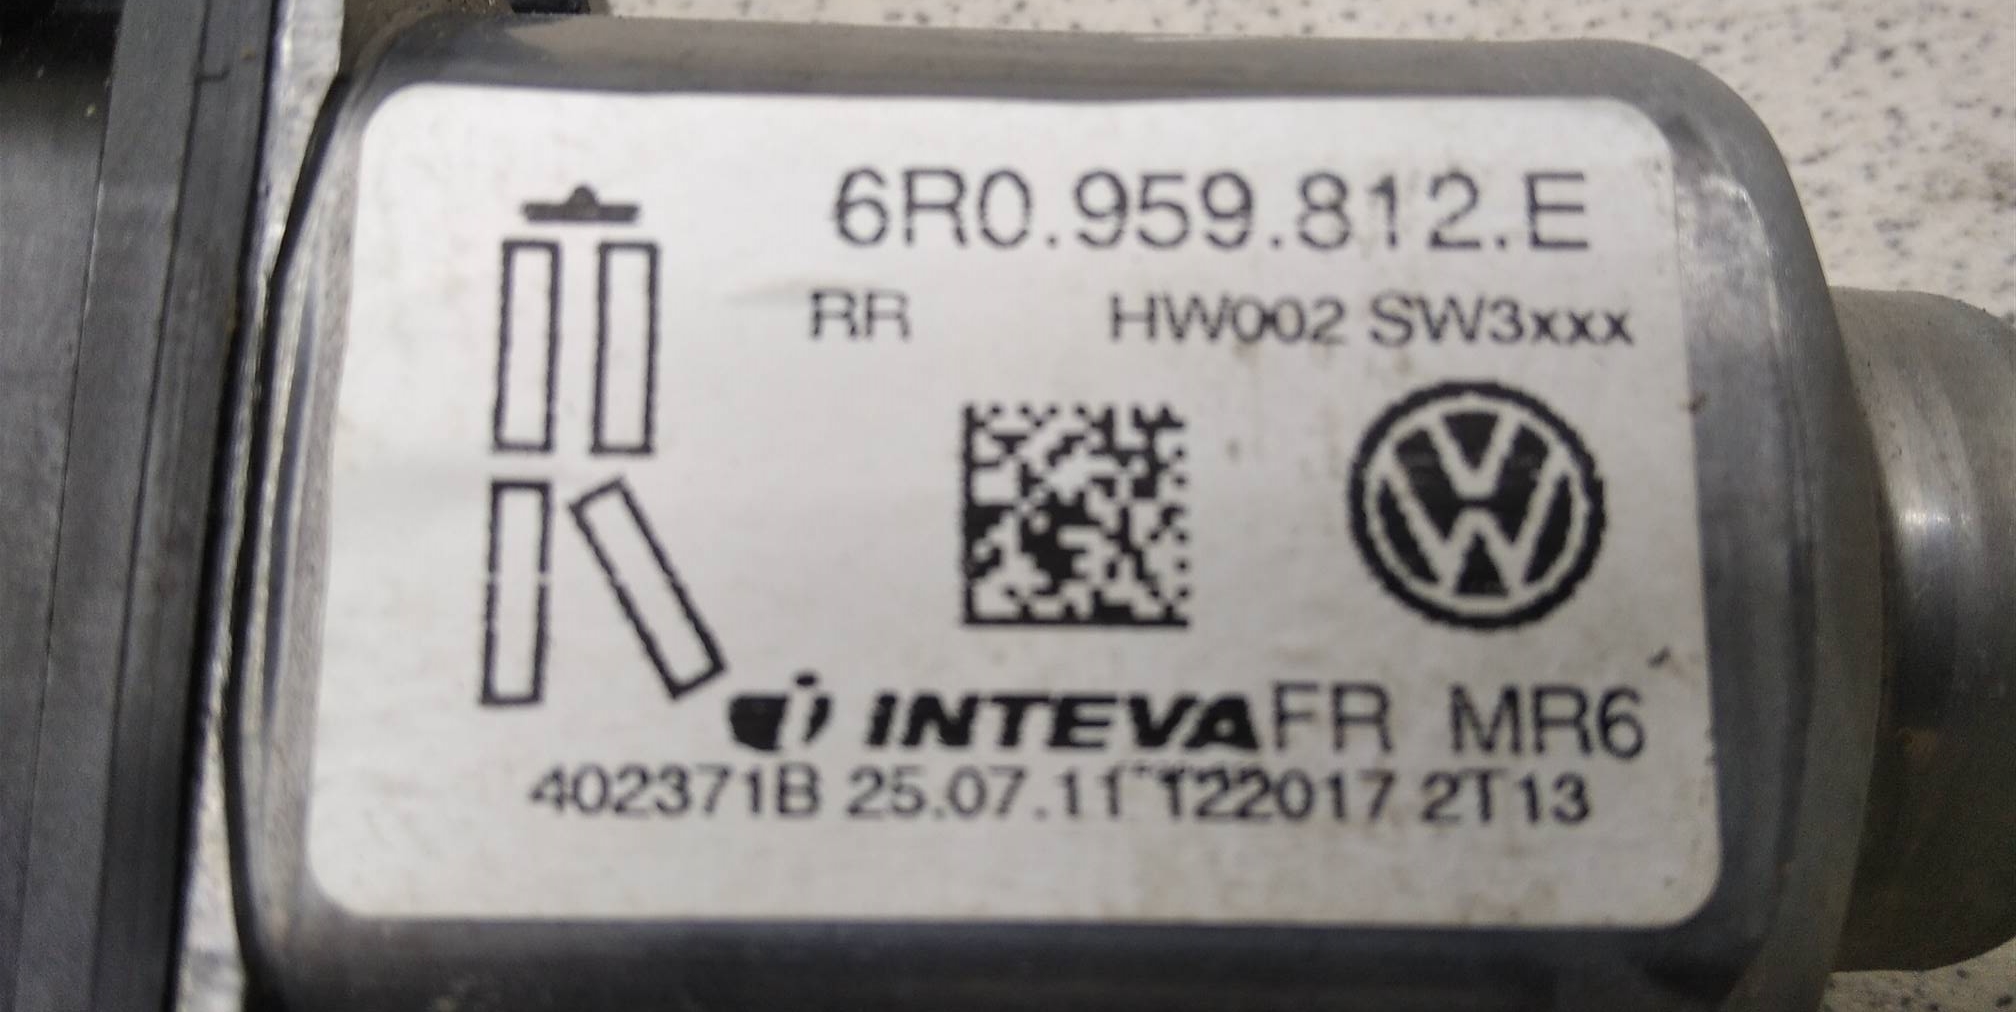 6R0.959.812.E
RR HW002 SW3xxx
INTEVA FR MR6
402371B 25.07.11 122017 2T13